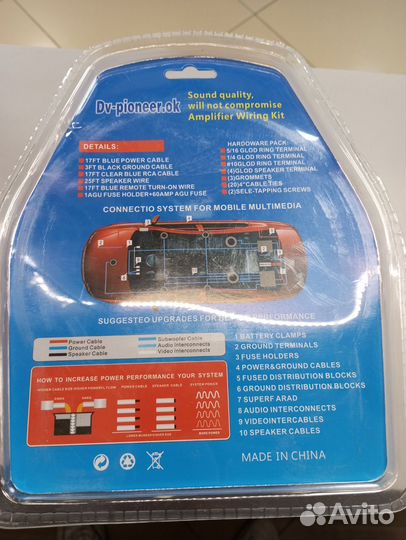 Dv-pioneer.ok
Sound quality,
will not compromise
Amplifier Wiring Kit
DETAILS:
17FT BLUE POWER CABLE
3FT BLACK GROUND CABLE
17FT CLEAR BLUE RCA CABLE
25FT SPEAKER WIRE
17FT BLUE REMOTE TURN-ON WIRE
1AGU FUSE HOLDER+60AMP AGU FUSE
HARDOWARE PACK:
5/16 GLOD RING TERMINAL
1/4 GLOD RING TERMINAL
#10GLOD RING TERMINAL
(4)GLOD SPEAKER TERMINAL
(3)GROMMETS
(20)4"CABLE TIES
(2)SELE-TAPPING SCREWS
CONNECTIO SYSTEM FOR MOBILE MULTIMEDIA
SUGGESTEO UPGRADES FOR PERFORMANCE
Power Cable
Ground Cable
Speaker Cable
Subwoofer Cable
Audio Interconnects
Video Interconnects
1 BATTERY CLAMPS
2 GROUND TERMINALS
3 FUSE HOLDERS
4 POWER&GROUND CABLES
5 FUSED DISTRIBUTION BLOCKS
6 GROUND DISTRIBUTION BLOCKS
7 SUPERF ARAD
8 AUDIO INTERCONNECTS
9 VIDEOINTERCABLES
10 SPEAKER CABLES
HOW TO INCREASE POWER PERFORMANCE YOUR SYSTEM
POWER CABLE
SPEAKER CABLE
MORE POWER
CE
MADE IN CHINA
Avito